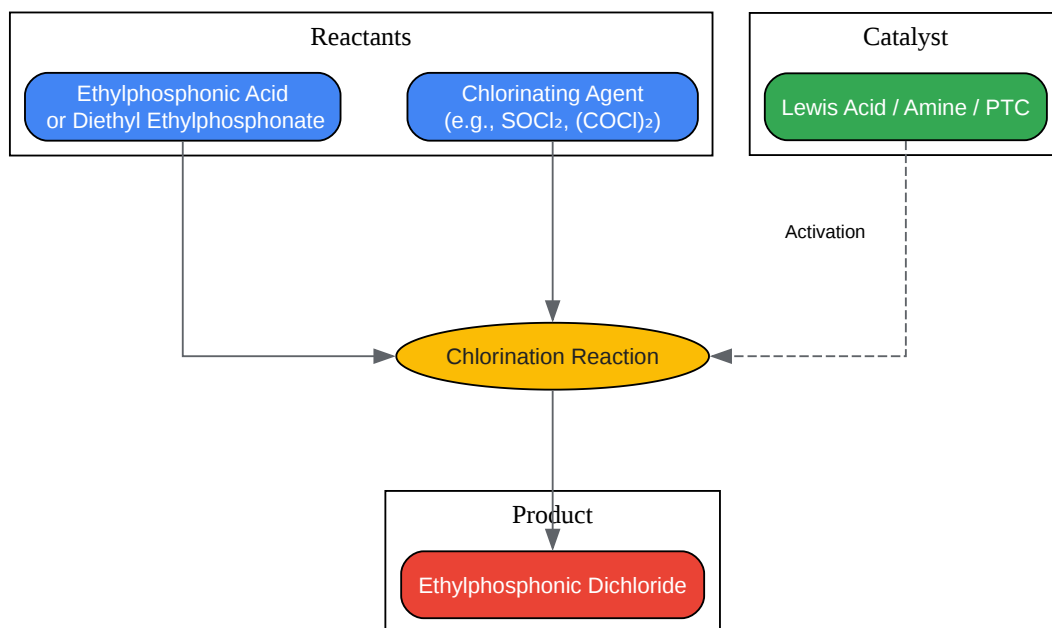 Reactants
Catalyst
Ethylphosphonic Acid
or Diethyl Ethylphosphonate
Chlorinating Agent
(e.g., SOCl₂, (COCl)₂)
Lewis Acid / Amine / PTC
Activation
Chlorination Reaction
Product
Ethylphosphonic Dichloride